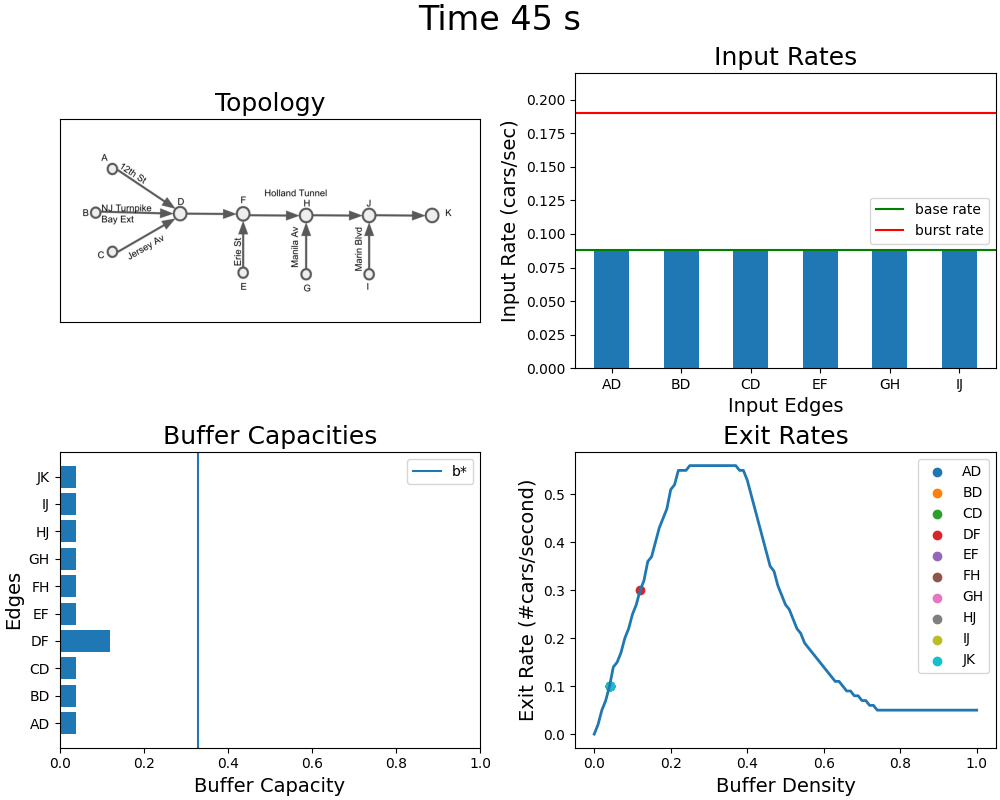 Time 45 s
Topology
A
12th St
B
NJ Turnpike
Bay Ext
C
Jersey Av
D
F
Holland Tunnel
H
J
K
Erie St
Manila Av
Marin Blvd
E
G
I
Input Rates
Input Rate (cars/sec)
0.200
0.175
0.150
0.125
0.100
0.075
0.050
0.025
0.000
base rate
burst rate
AD BD CD EF GH IJ
Input Edges
Buffer Capacities
Edges
JK
IJ
HJ
GH
FH
EF
DF
CD
BD
AD
b*
0.0 0.2 0.4 0.6 0.8 1.0
Buffer Capacity
Exit Rates
Exit Rate (#cars/second)
0.5
0.4
0.3
0.2
0.1
0.0
AD
BD
CD
DF
EF
FH
GH
HJ
IJ
JK
0.0 0.2 0.4 0.6 0.8 1.0
Buffer Density